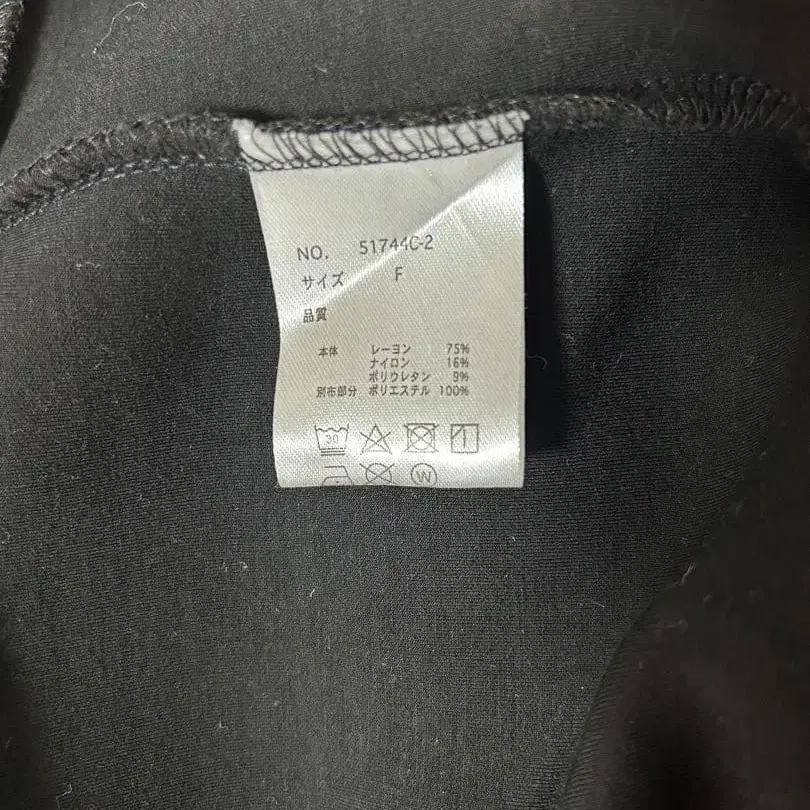 NO. 51744C-2
サイズ F
品質
本体 レーヨン 75%
ナイロン 16%
ポリウレタン 9%
別布部分 ポリエステル 100%
30
W